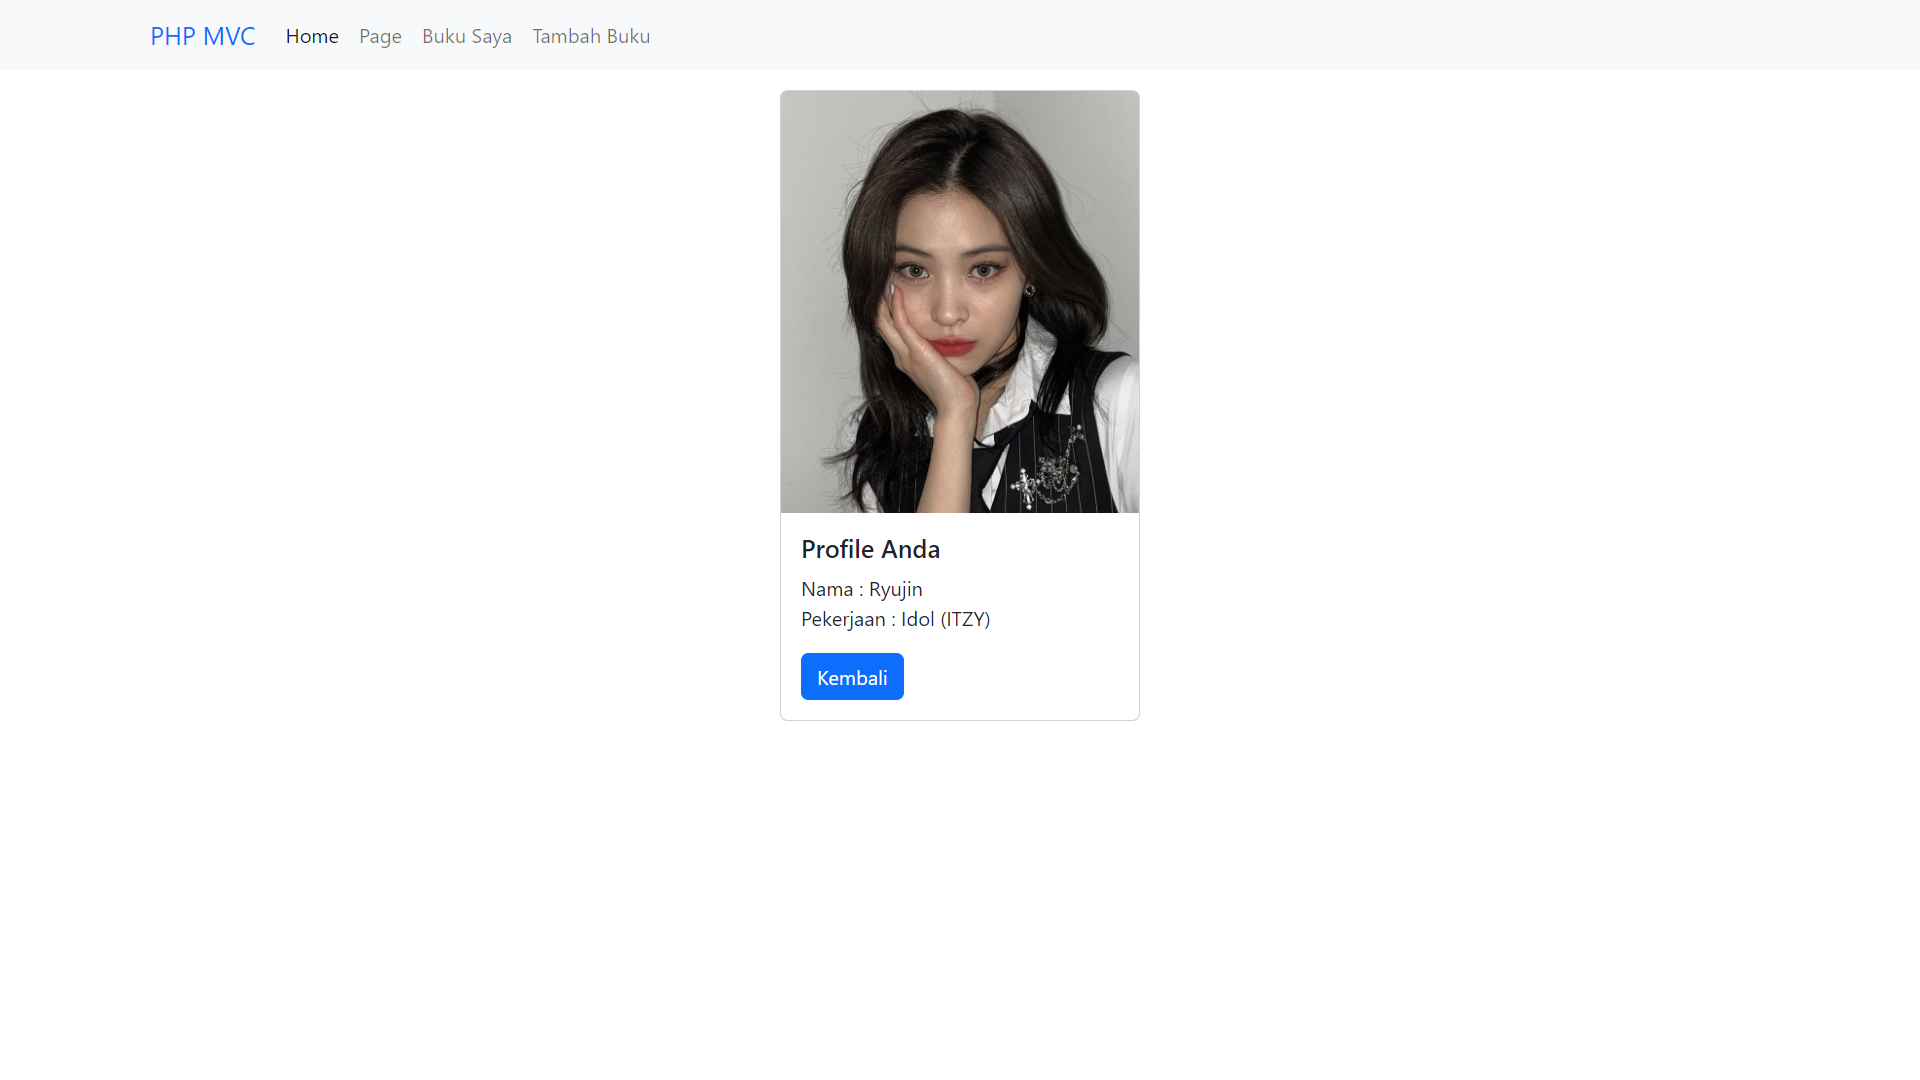 PHP MVC Home Page Buku Saya Tambah Buku
Profile Anda
Nama : Ryujin
Pekerjaan : Idol (ITZY)
Kembali